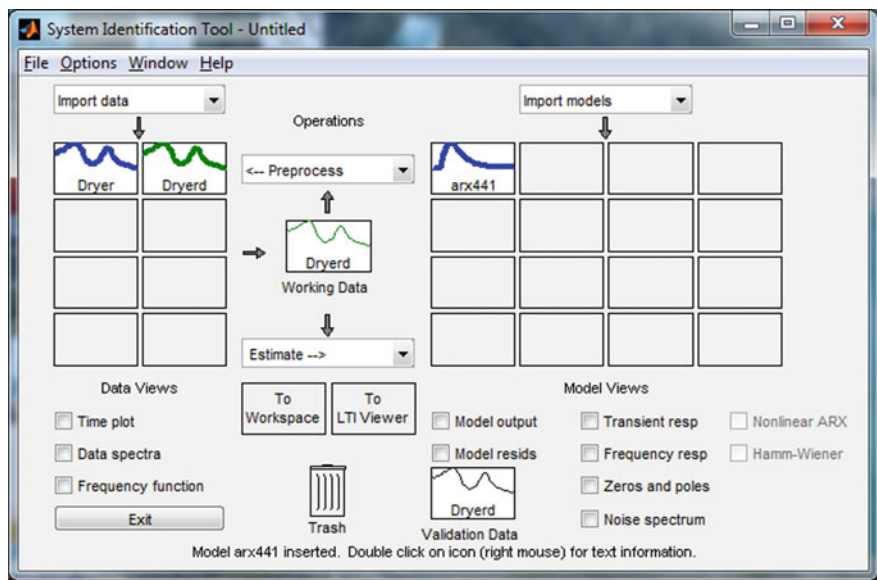 System Identification Tool - Untitled
File Options Window Help
Import data
Import models
Operations
Dryer
Dryerd
<-- Preprocess
arx441
Dryerd
Working Data
Estimate -->
Data Views
To Workspace
To LTI Viewer
Model Views
Time plot
Model output
Transient resp
Nonlinear ARX
Data spectra
Model resids
Frequency resp
Hamm-Wiener
Frequency function
Zeros and poles
Exit
Trash
Dryerd
Validation Data
Noise spectrum
Model arx441 inserted. Double click on icon (right mouse) for text information.